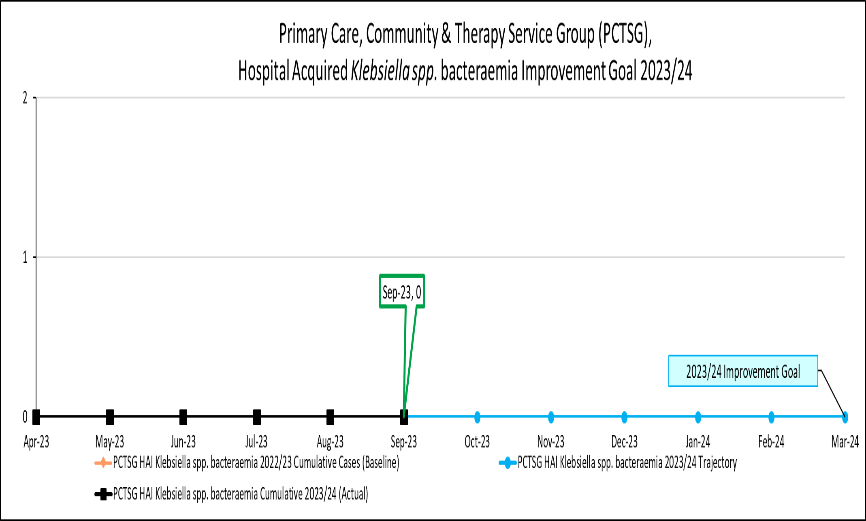 Primary Care, Community & Therapy Service Group (PCTSG),
Hospital Acquired Klebsiella spp. bacteraemia Improvement Goal 2023/24
2
1
Sep-23, 0
2023/24 Improvement Goal
0
Apr-23 May-23 Jun-23 Jul-23 Aug-23 Sep-23 Oct-23 Nov-23 Dec-23 Jan-24 Feb-24 Mar-24
PCTSG HAI Klebsiella spp. bacteraemia 2022/23 Cumulative Cases (Baseline) PCTSG HAI Klebsiella spp. bacteraemia 2023/24 Trajectory
PCTSG HAI Klebsiella spp. bacteraemia Cumulative 2023/24 (Actual)